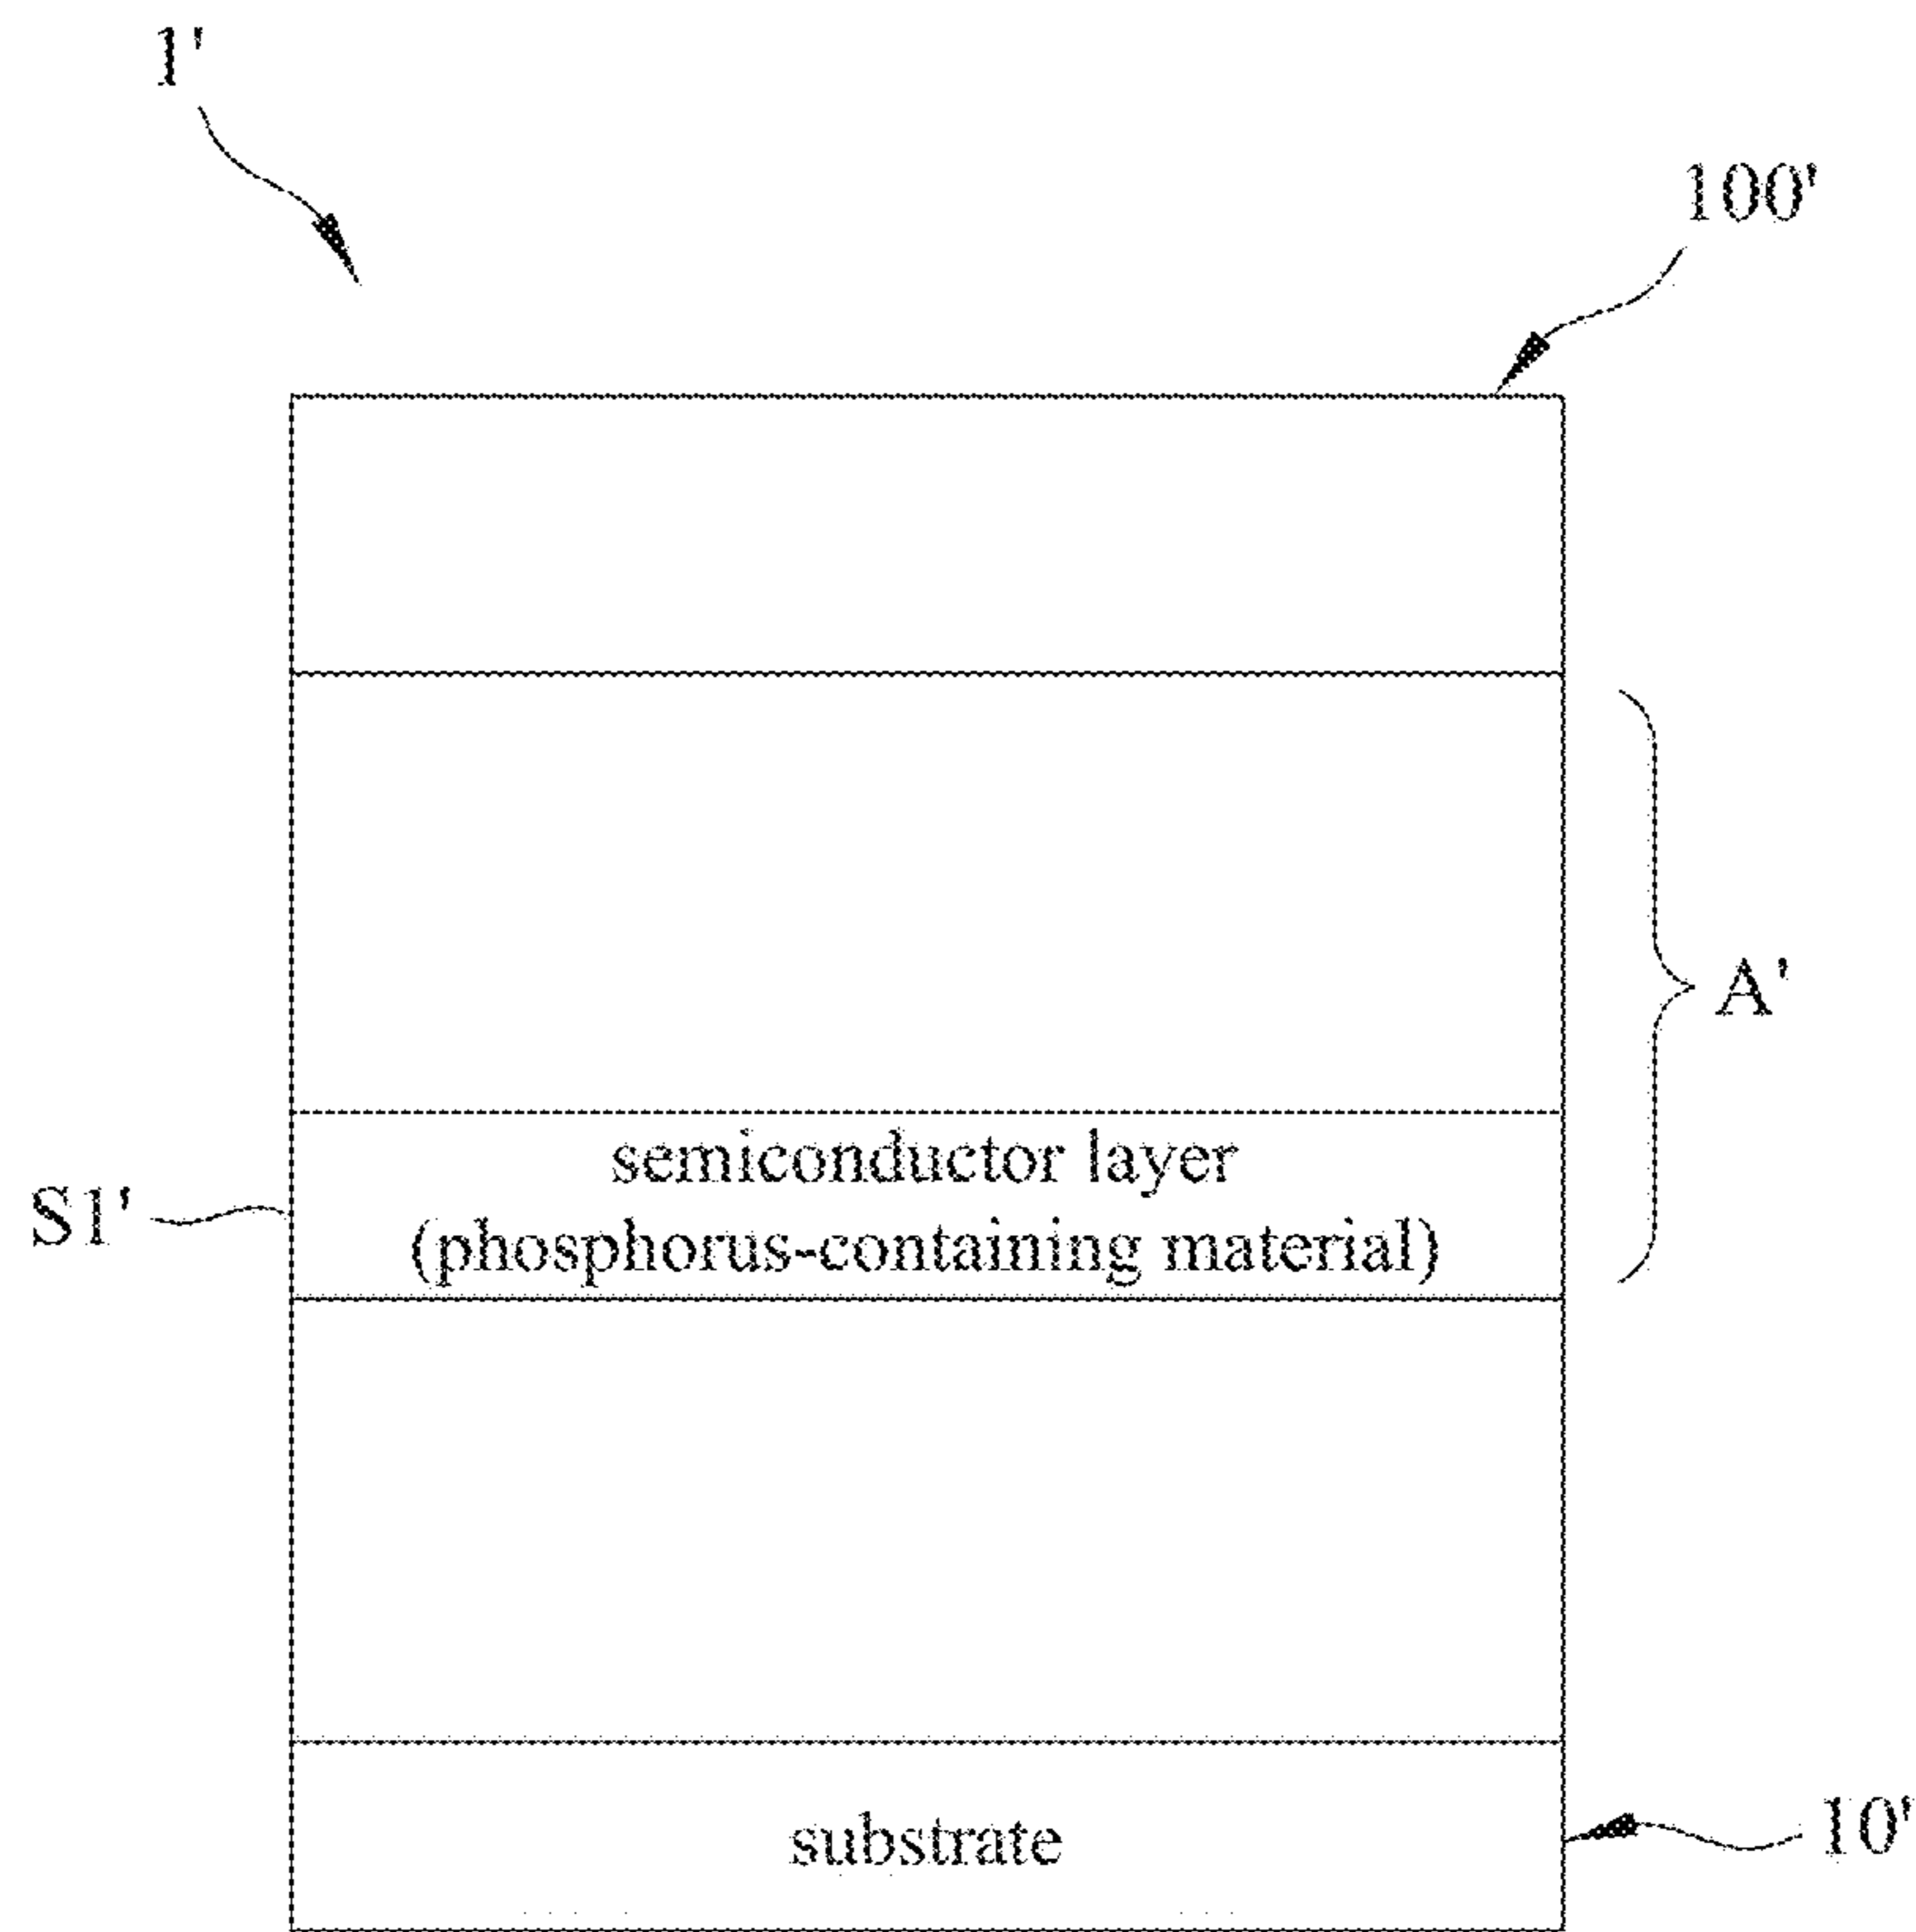 1'
100'
A'
semiconductor layer
S1'
(phosphorus-containing material)
substrate
10'